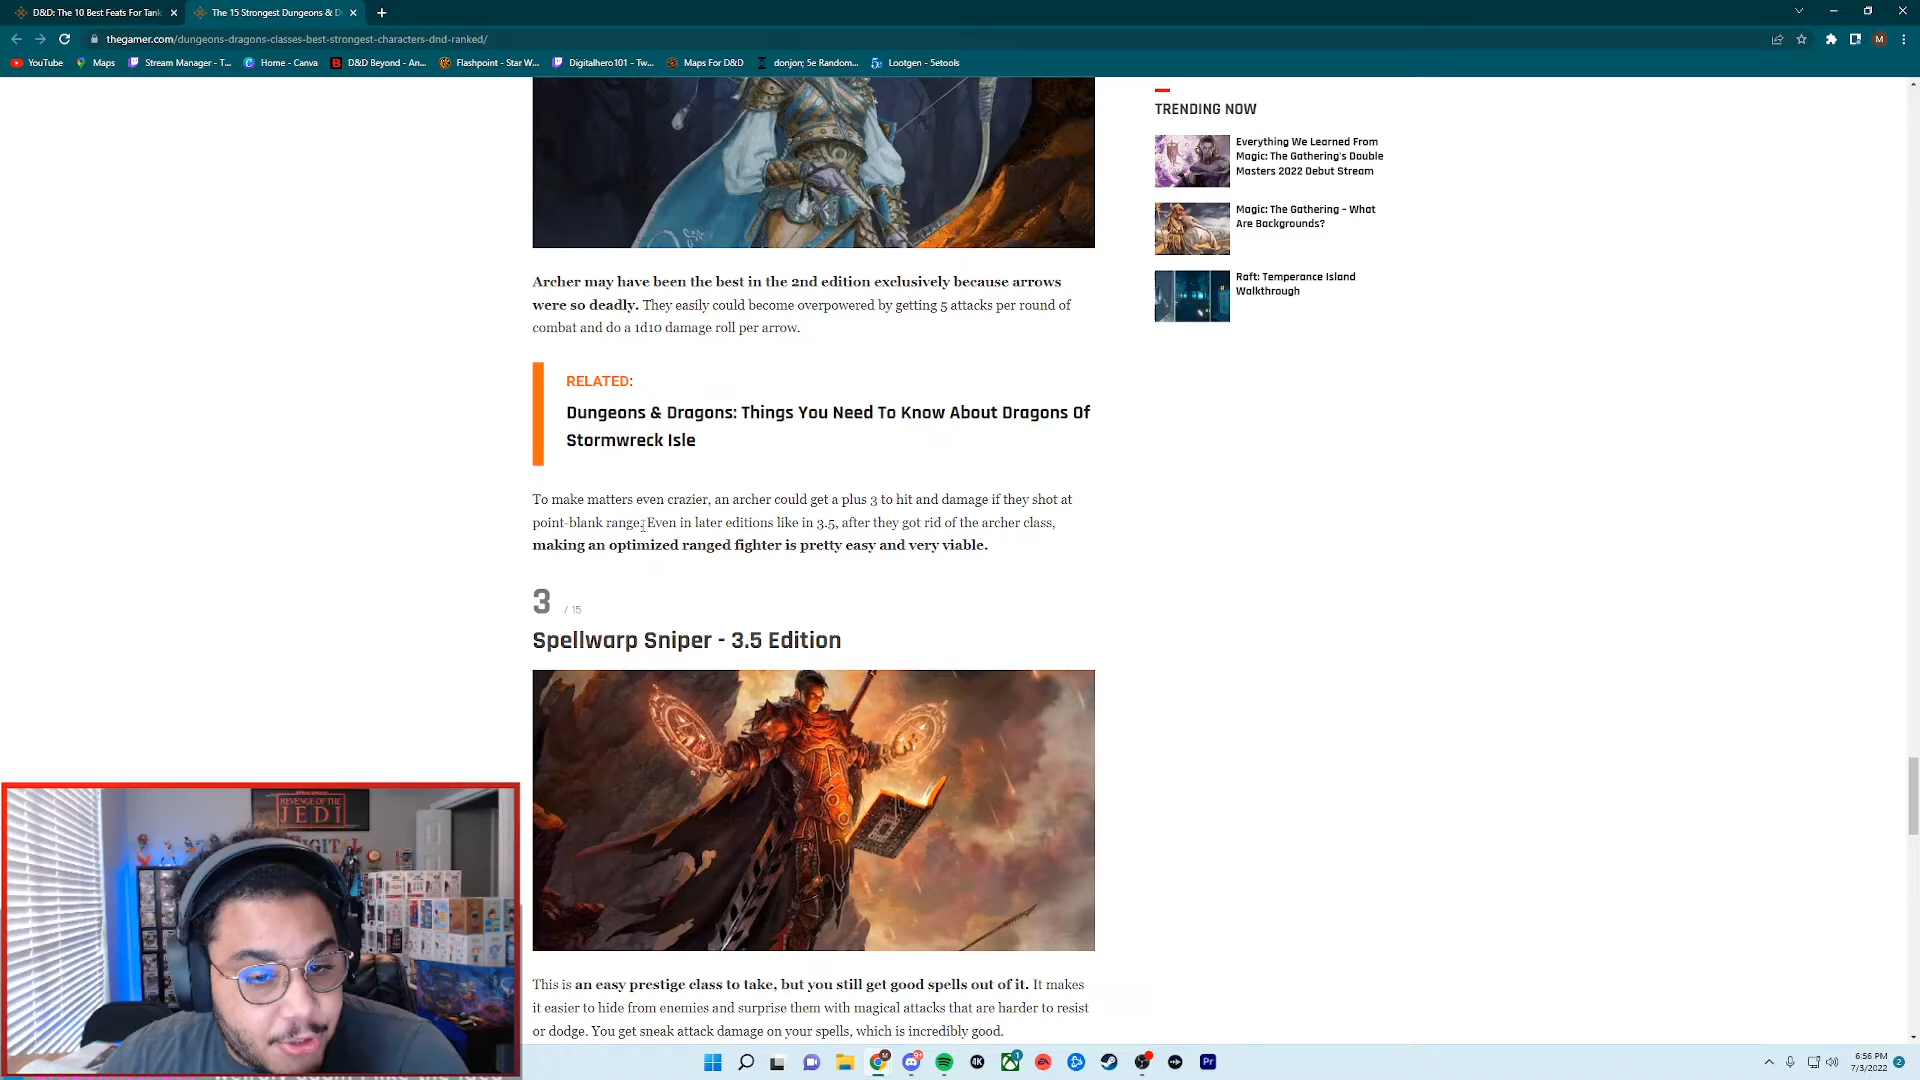 D&D: The 10 Best Feats For Tank
The 15 Strongest Dungeons & D
thegamer.com/dungeons-dragons-classes-best-strongest-characters-dnd-ranked/
M
YouTube
Maps
Stream Manager - T...
Home - Canva
D&D Beyond - An...
Flashpoint - Star W...
Digitalhero101 - Tw...
Maps For D&D
donjon; 5e Random...
Lootgen - 5etools
TRENDING NOW
Everything We Learned From
Magic: The Gathering's Double
Masters 2022 Debut Stream
Magic: The Gathering – What
Are Backgrounds?
Raft: Temperance Island
Walkthrough
Archer may have been the best in the 2nd edition exclusively because arrows
were so deadly. They easily could become overpowered by getting 5 attacks per round of
combat and do a 1d10 damage roll per arrow.
RELATED:
Dungeons & Dragons: Things You Need To Know About Dragons Of
Stormwreck Isle
To make matters even crazier, an archer could get a plus 3 to hit and damage if they shot at
point-blank range. Even in later editions like in 3.5, after they got rid of the archer class,
making an optimized ranged fighter is pretty easy and very viable.
3 / 15
Spellwarp Sniper - 3.5 Edition
This is an easy prestige class to take, but you still get good spells out of it. It makes
it easier to hide from enemies and surprise them with magical attacks that are harder to resist
or dodge. You get sneak attack damage on your spells, which is incredibly good.
REVENGE OF THE
JEDI
DIGITAL
4K
EA
Pr
9+
1
6:56 PM
7/3/2022
2